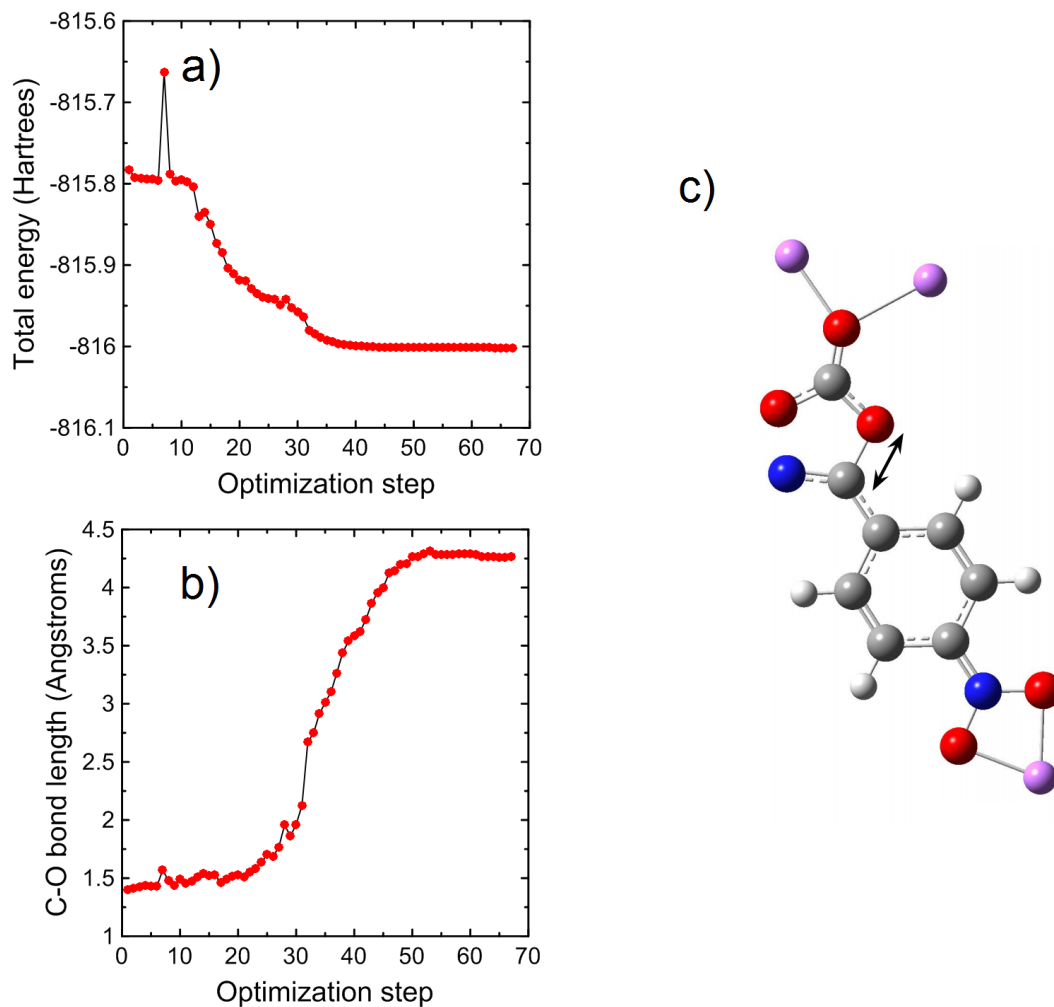 a)
Total energy (Hartrees)
-815.6
-815.7
-815.8
-815.9
-816
-816.1
0 10 20 30 40 50 60 70
Optimization step
b)
C-O bond length (Angstroms)
4.5
4
3.5
3
2.5
2
1.5
1
0 10 20 30 40 50 60 70
Optimization step
c)